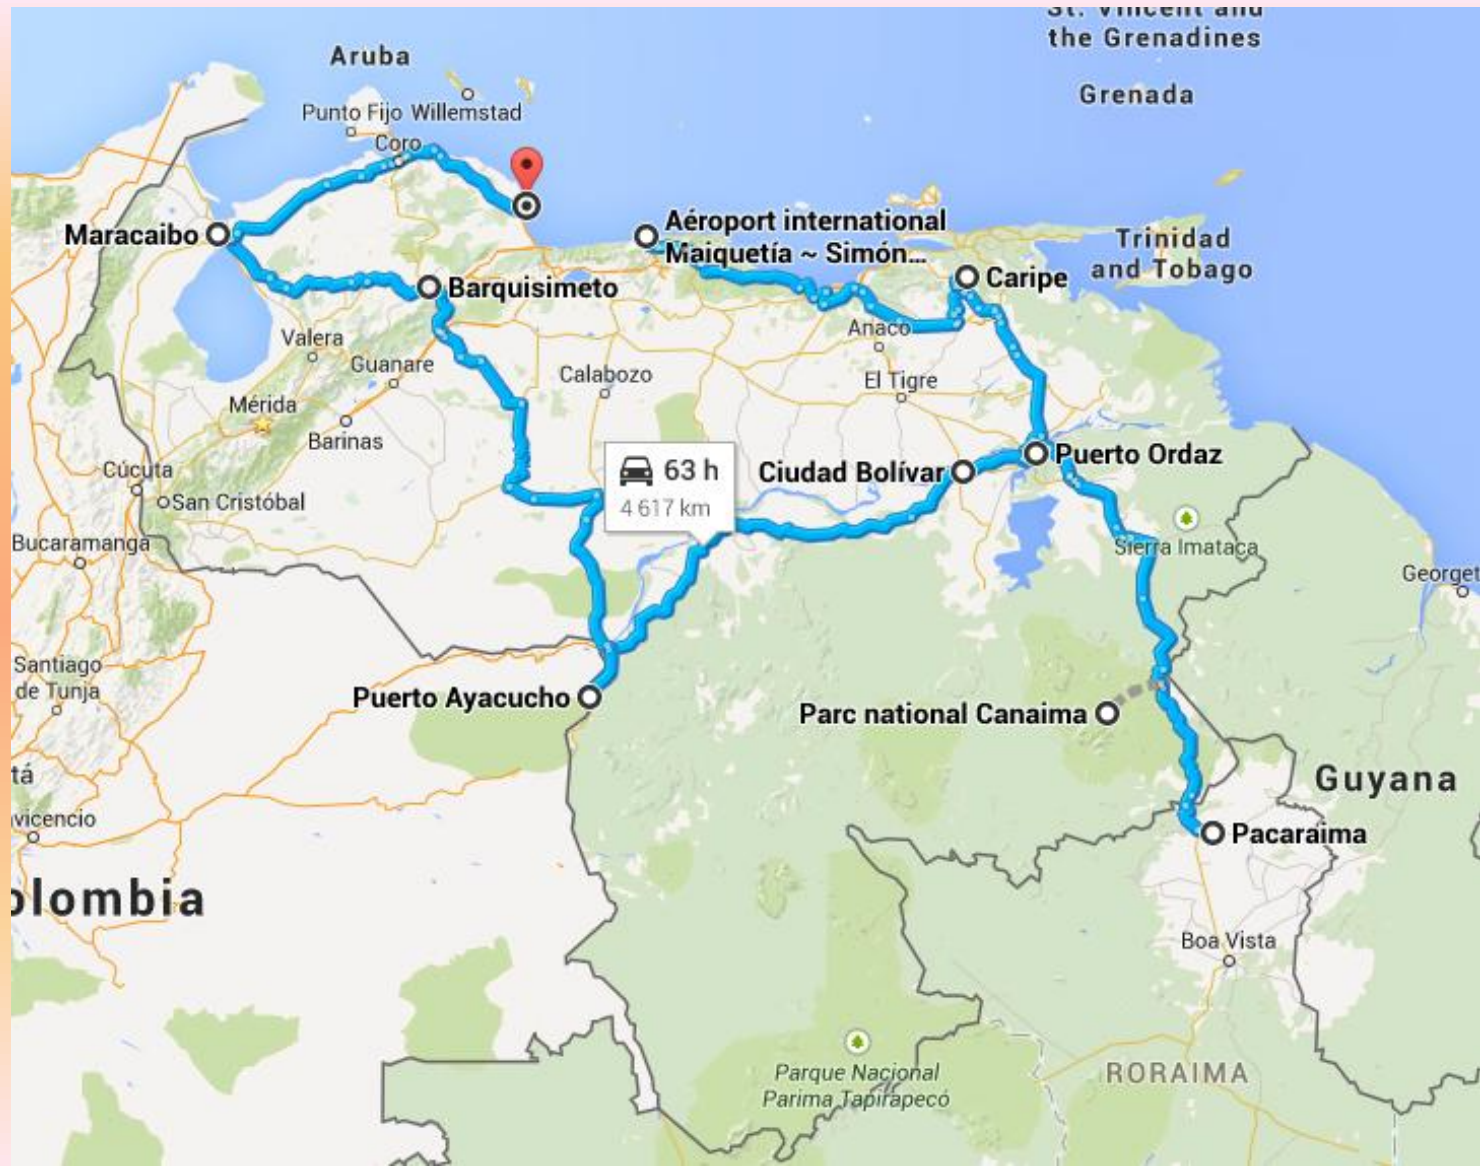 St. Vincent and
the Grenadines
Aruba
Grenada
Punto Fijo
Willemstad
Coro
Maracaibo
Aéroport international
Maiquetía ~ Simón...
Trinidad
and Tobago
Caripe
Barquisimeto
Valera
Anaco
Guanare
Calabozo
El Tigre
Mérida
Barinas
Cúcuta
San Cristóbal
63 h
4 617 km
Ciudad Bolívar
Puerto Ordaz
Bucaramanga
Sierra Imataca
Georget
Santiago
de Tunja
Puerto Ayacucho
Parc national Canaima
tá
Guyana
avicencio
Pacaraima
olombia
Boa Vista
Parque Nacional
Parima Tapirapecó
RORAIMA